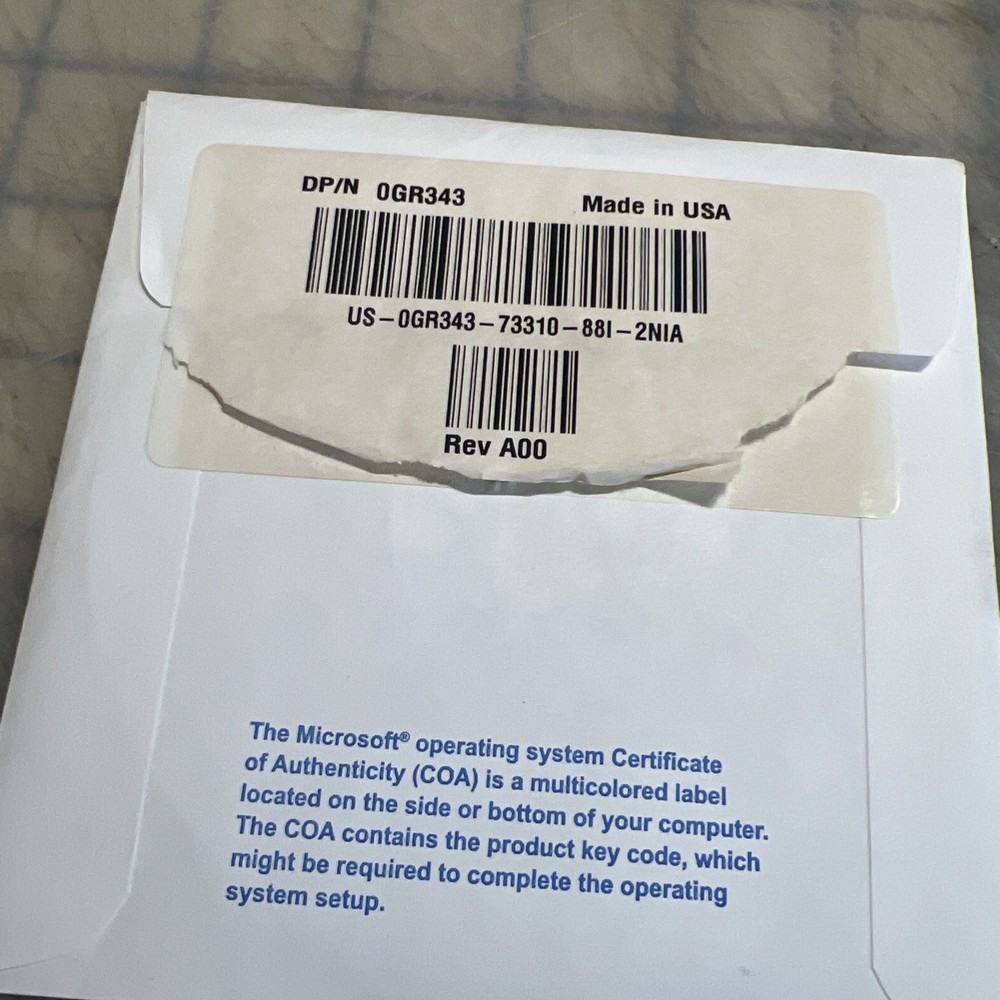 DP/N 0GR343 Made in USA
US-0GR343-73310-88I-2NIA
Rev A00
The Microsoft® operating system Certificate
of Authenticity (COA) is a multicolored label
located on the side or bottom of your computer.
The COA contains the product key code, which
might be required to complete the operating
system setup.